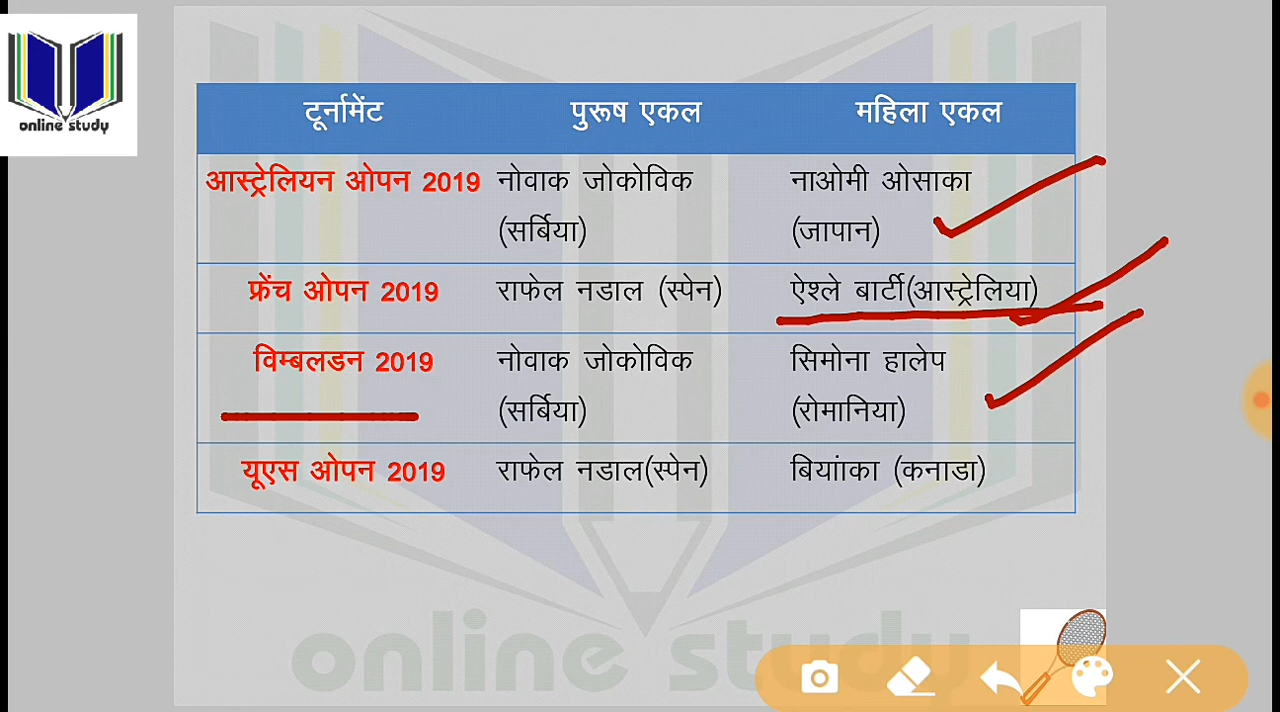 online study
टूर्नामेंट पुरूष एकल महिला एकल
आस्ट्रेलियन ओपन 2019 नोवाक जोकोविक नाओमी ओसाका
(सर्बिया) (जापान)
फ्रेंच ओपन 2019 राफेल नडाल (स्पेन) ऐश्ले बार्टी(आस्ट्रेलिया)
विम्बलडन 2019 नोवाक जोकोविक सिमोना हालेप
(सर्बिया) (रोमानिया)
यूएस ओपन 2019 राफेल नडाल(स्पेन) बियाांका (कनाडा)
online study